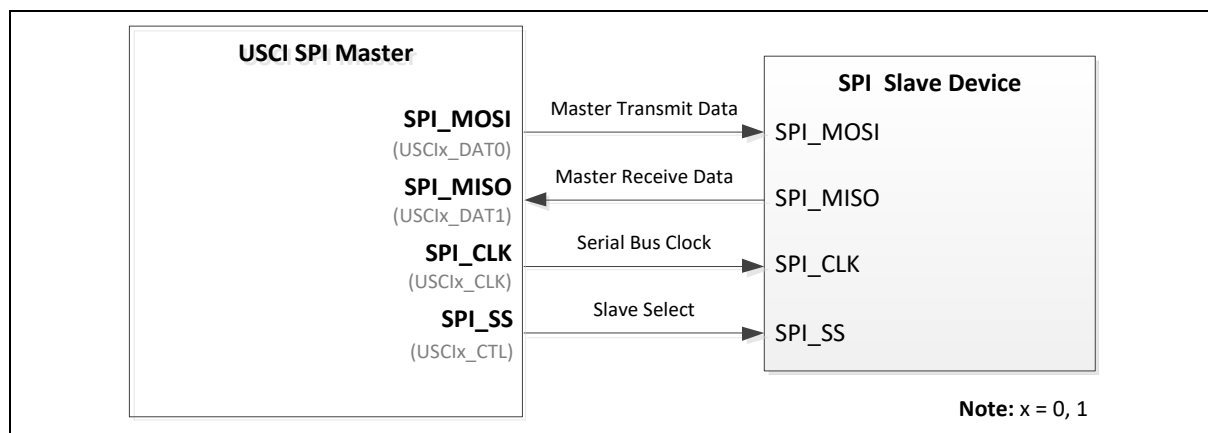 USCI SPI Master
SPI_MOSI
(USCIx_DAT0)
SPI_MISO
(USCIx_DAT1)
SPI_CLK
(USCIx_CLK)
SPI_SS
(USCIx_CTL)
Master Transmit Data
Master Receive Data
Serial Bus Clock
Slave Select
SPI Slave Device
SPI_MOSI
SPI_MISO
SPI_CLK
SPI_SS
Note: x = 0, 1